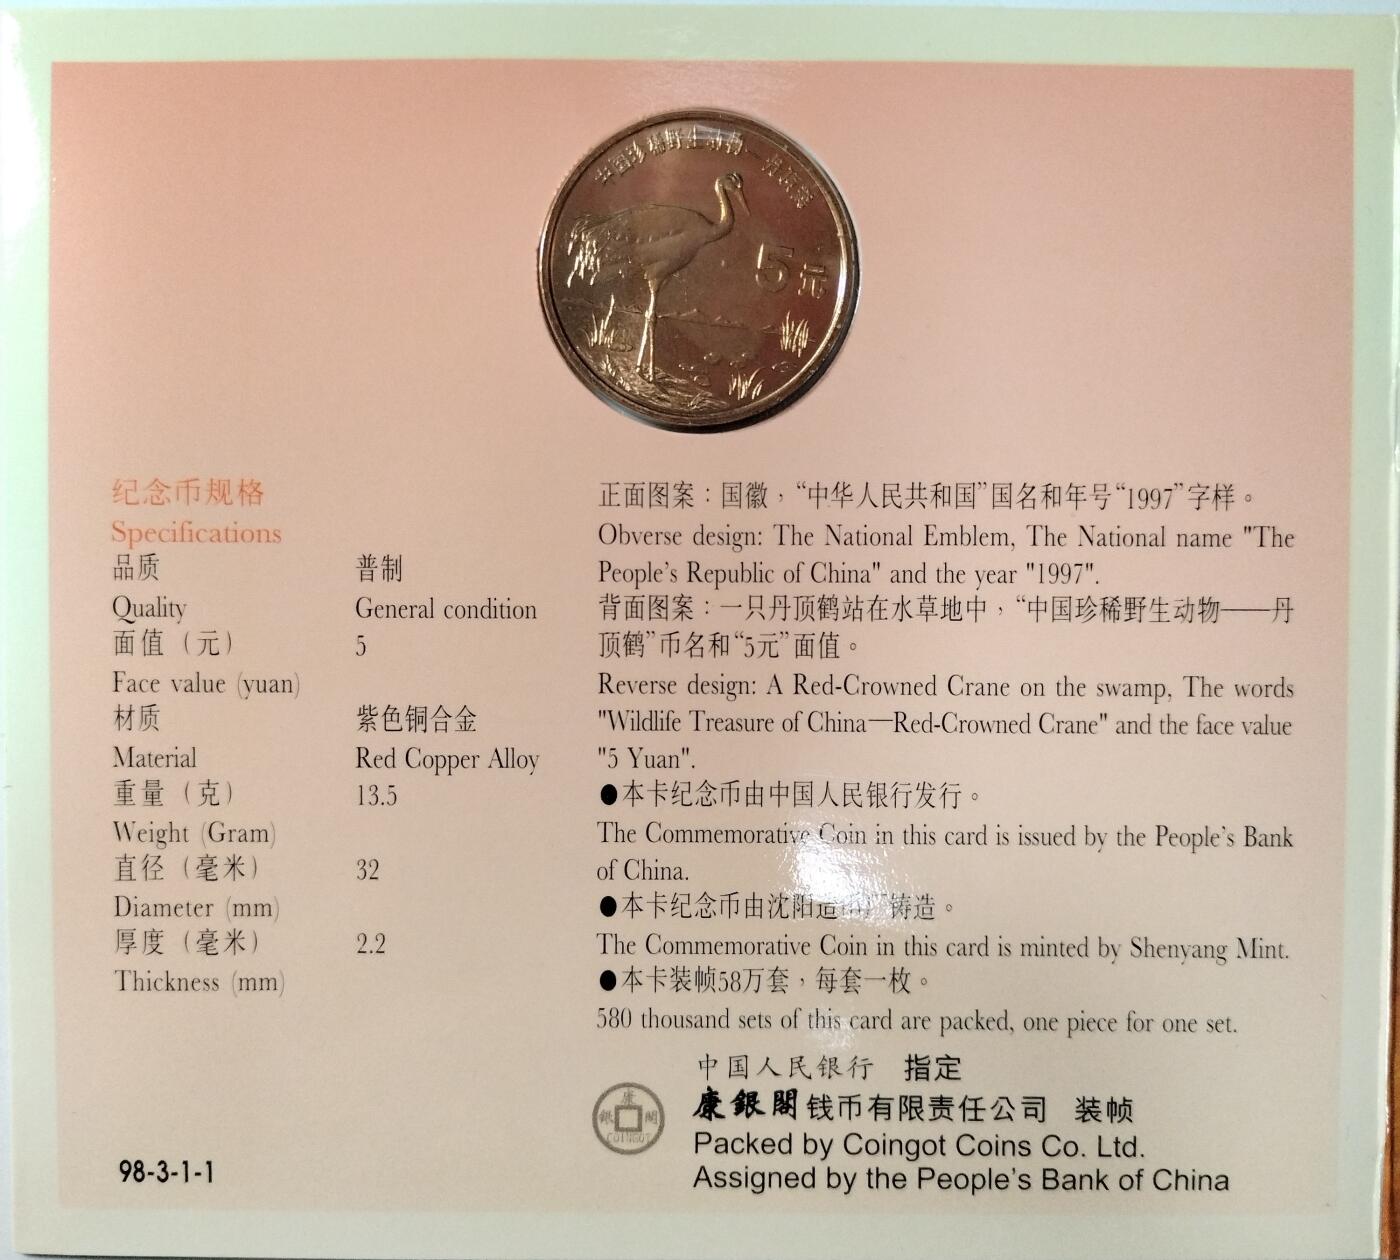 中国珍稀野生动物—丹顶鹤
5元
纪念币规格
Specifications
品质 普制
Quality General condition
面值（元） 5
Face value (yuan)
材质 紫色铜合金
Material Red Copper Alloy
重量（克） 13.5
Weight (Gram)
直径（毫米） 32
Diameter (mm)
厚度（毫米） 2.2
Thickness (mm)
正面图案：国徽，“中华人民共和国”国名和年号“1997”字样。
Obverse design: The National Emblem, The National name "The
People's Republic of China" and the year "1997".
背面图案：一只丹顶鹤站在水草地中，“中国珍稀野生动物——丹
顶鹤”币名和“5元”面值。
Reverse design: A Red-Crowned Crane on the swamp, The words
"Wildlife Treasure of China—Red-Crowned Crane" and the face value
"5 Yuan".
●本卡纪念币由中国人民银行发行。
The Commemorative Coin in this card is issued by the People's Bank
of China.
●本卡纪念币由沈阳造币厂铸造。
The Commemorative Coin in this card is minted by Shenyang Mint.
●本卡装帧58万套，每套一枚。
580 thousand sets of this card are packed, one piece for one set.
中国人民银行 指定
康銀閣
COINGOT
康銀閣钱币有限责任公司 装帧
Packed by Coingot Coins Co. Ltd.
Assigned by the People's Bank of China
98-3-1-1